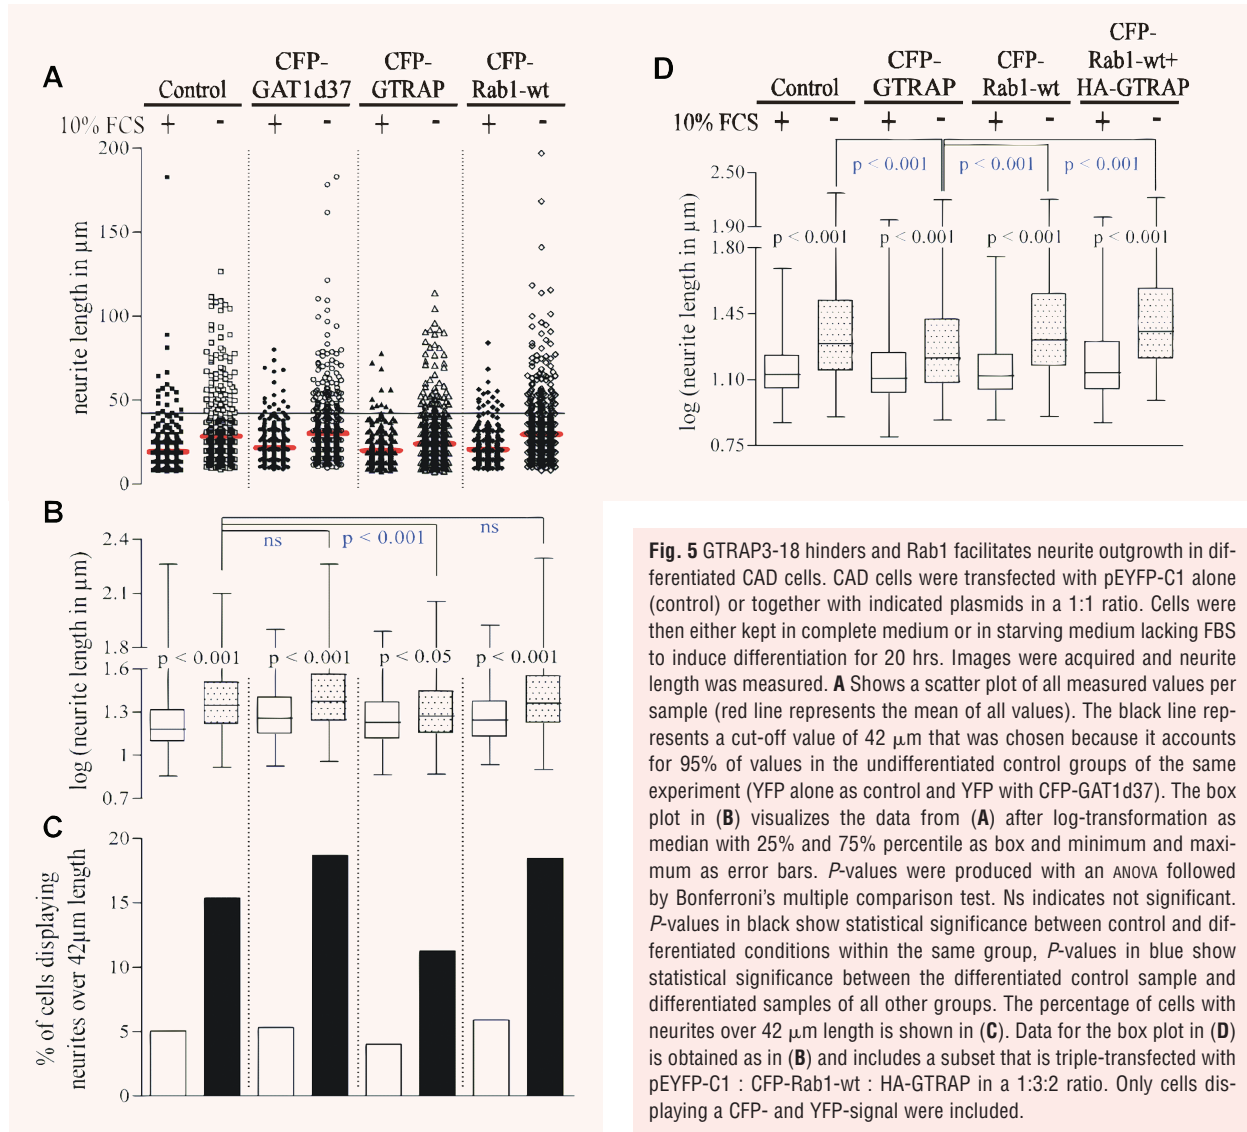 A
Control
CFP-
GAT1d37
CFP-
GTRAP
CFP-
Rab1-wt
10% FCS + - + - + - + -
neurite length in µm
200
150
100
50
0
B
log (neurite length in µm)
2.4
2.1
1.8
1.6
1.3
1
0.7
ns
p < 0.001
ns
p < 0.001
p < 0.001
p < 0.05
p < 0.001
C
% of cells displaying
neurites over 42µm length
20
15
10
5
0
D
Control
CFP-
GTRAP
CFP-
Rab1-wt
CFP-
Rab1-wt+
HA-GTRAP
10% FCS + - + - + - + -
log (neurite length in µm)
2.50
1.90
1.80
1.45
1.10
0.75
p < 0.001
p < 0.001
p < 0.001
p < 0.001
p < 0.001
p < 0.001
p < 0.001
Fig. 5 GTRAP3-18 hinders and Rab1 facilitates neurite outgrowth in dif-
ferentiated CAD cells. CAD cells were transfected with pEYFP-C1 alone
(control) or together with indicated plasmids in a 1:1 ratio. Cells were
then either kept in complete medium or in starving medium lacking FBS
to induce differentiation for 20 hrs. Images were acquired and neurite
length was measured. A Shows a scatter plot of all measured values per
sample (red line represents the mean of all values). The black line rep-
resents a cut-off value of 42 µm that was chosen because it accounts
for 95% of values in the undifferentiated control groups of the same
experiment (YFP alone as control and YFP with CFP-GAT1d37). The box
plot in (B) visualizes the data from (A) after log-transformation as
median with 25% and 75% percentile as box and minimum and maxi-
mum as error bars. P-values were produced with an ANOVA followed
by Bonferroni's multiple comparison test. Ns indicates not significant.
P-values in black show statistical significance between control and dif-
ferentiated conditions within the same group, P-values in blue show
statistical significance between the differentiated control sample and
differentiated samples of all other groups. The percentage of cells with
neurites over 42 µm length is shown in (C). Data for the box plot in (D)
is obtained as in (B) and includes a subset that is triple-transfected with
pEYFP-C1 : CFP-Rab1-wt : HA-GTRAP in a 1:3:2 ratio. Only cells dis-
playing a CFP- and YFP-signal were included.